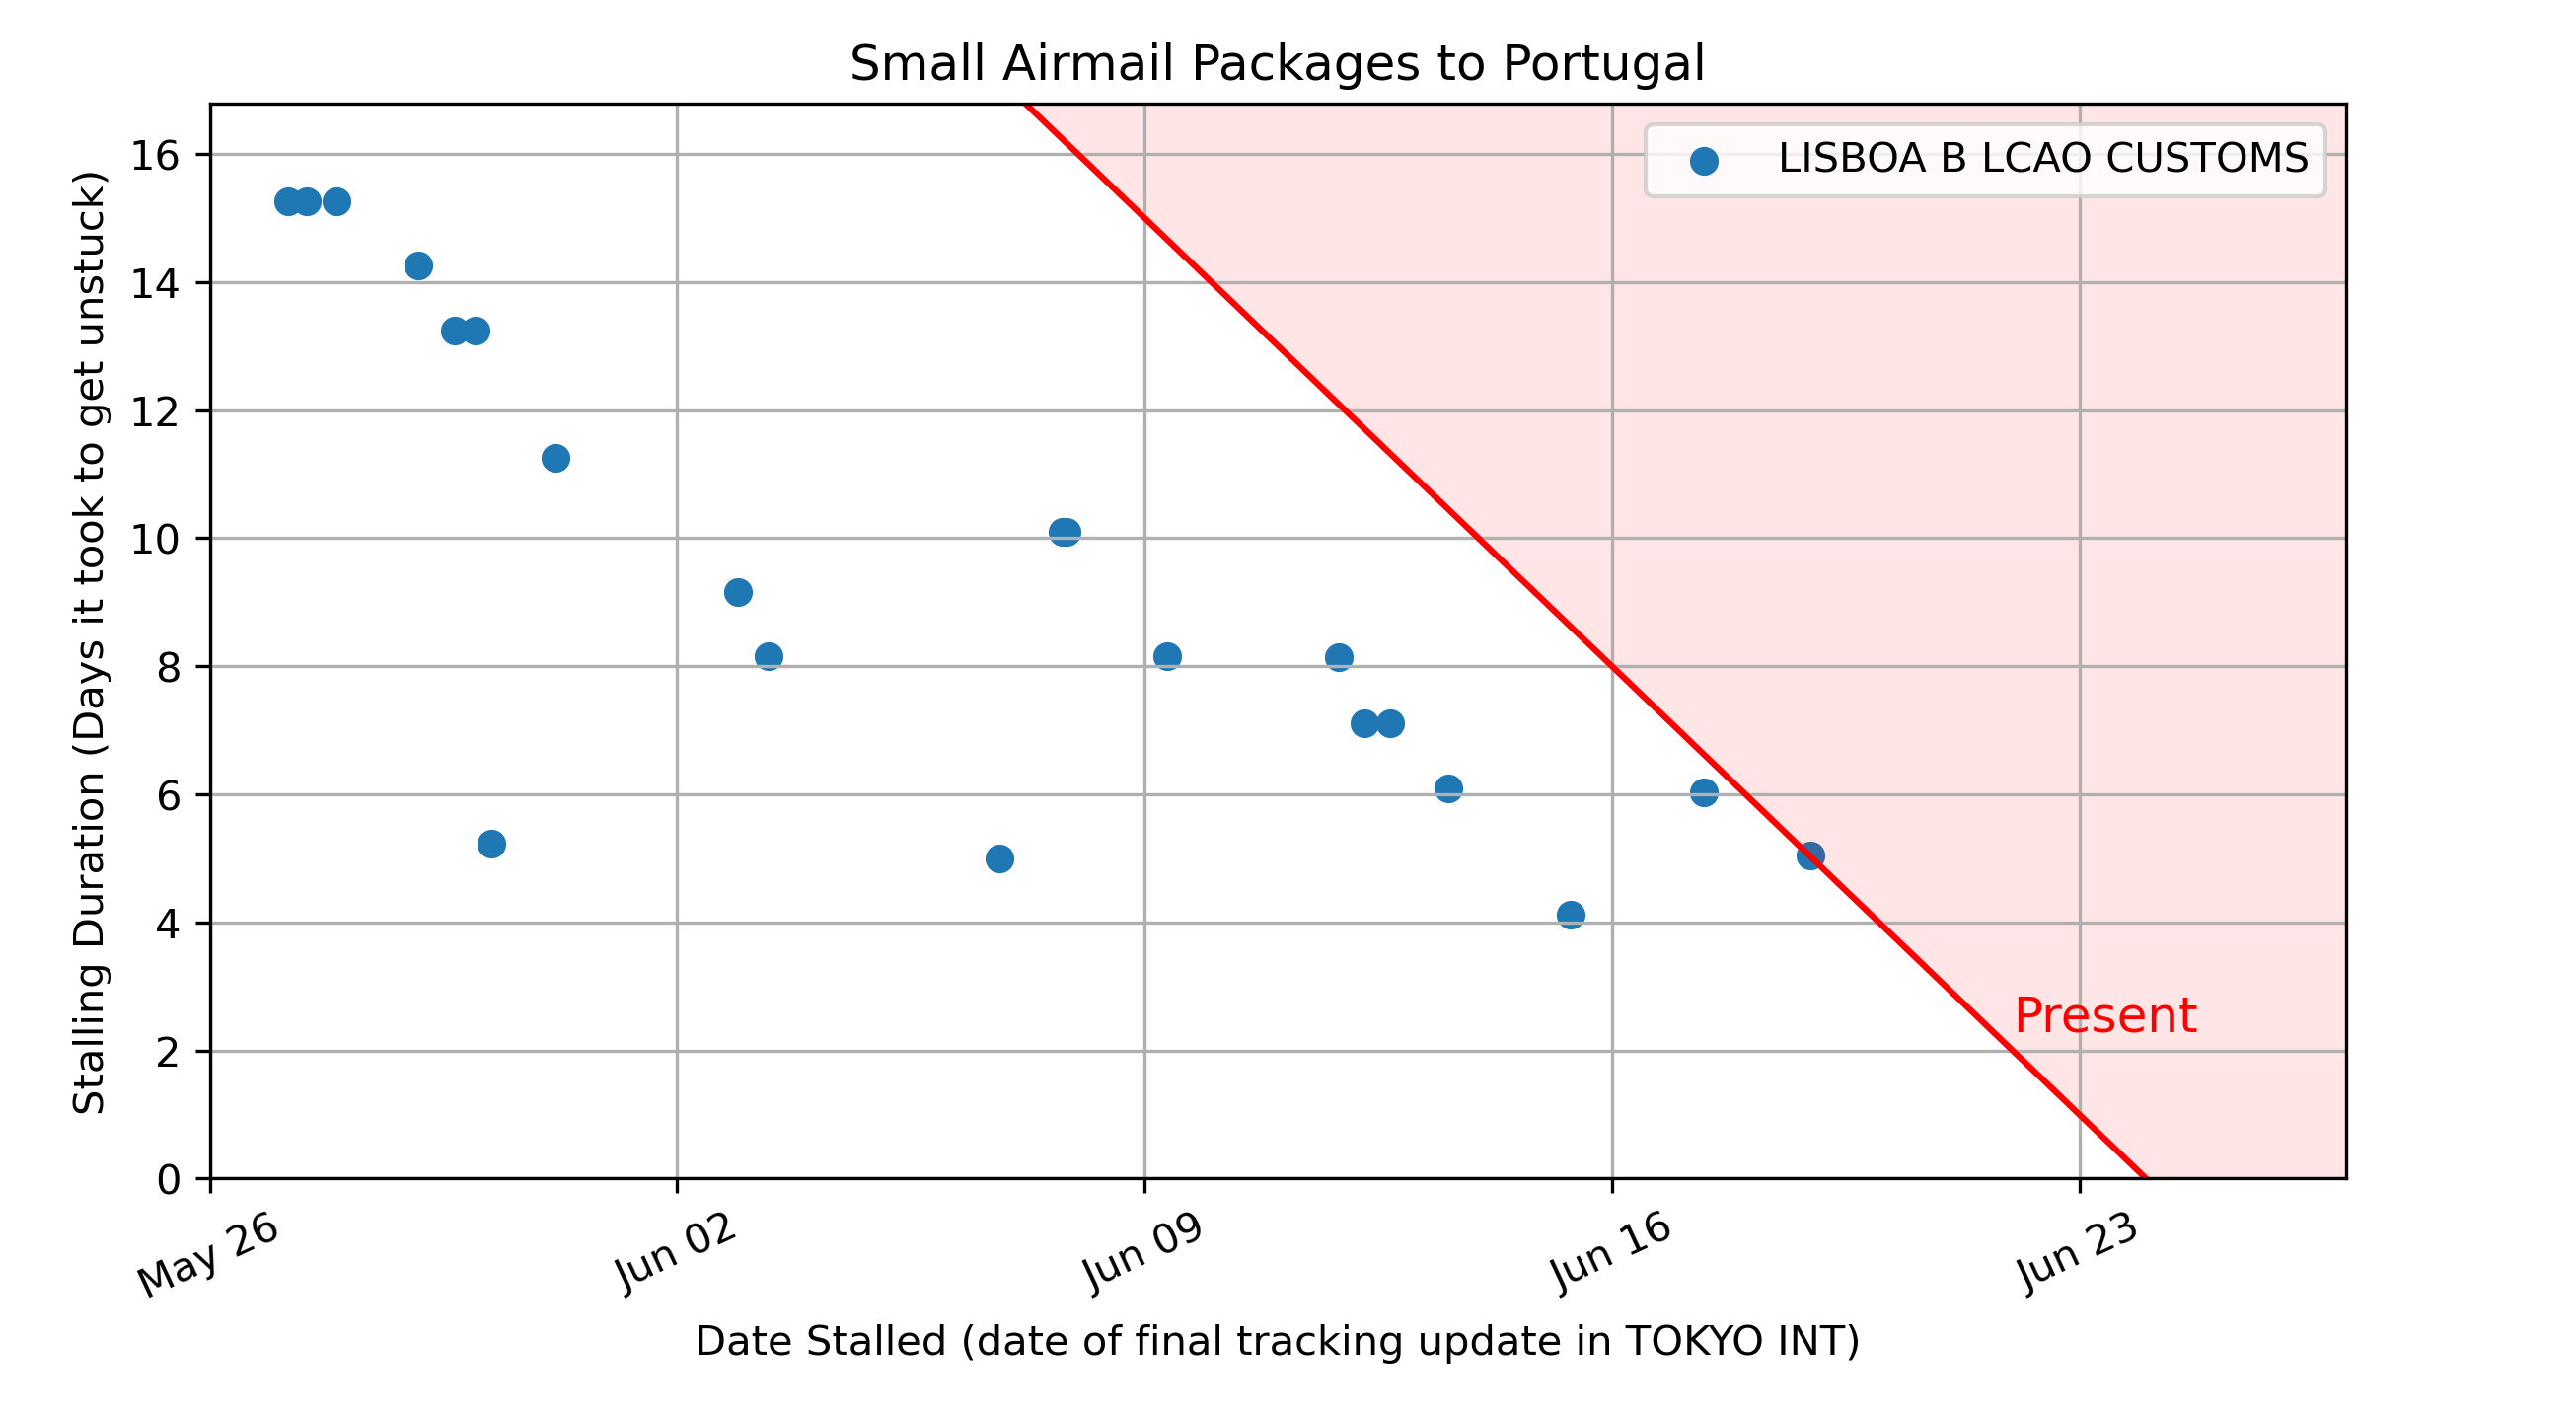 Small Airmail Packages to Portugal
LISBOA B LCAO CUSTOMS
Stalling Duration (Days it took to get unstuck)
16
14
12
10
8
6
4
2
0
Present
May 26
Jun 02
Jun 09
Jun 16
Jun 23
Date Stalled (date of final tracking update in TOKYO INT)